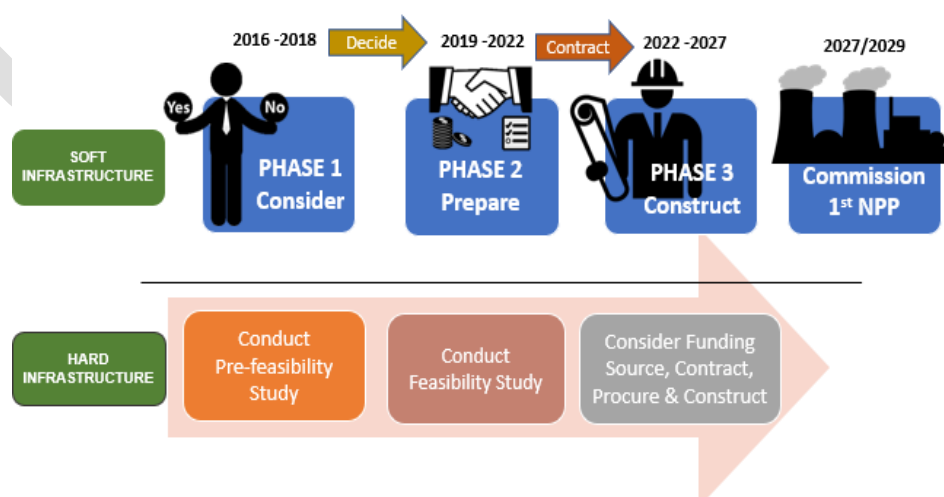 2016 -2018
Decide
2019 -2022
Contract
2022 -2027
2027/2029
Yes
No
SOFT
INFRASTRUCTURE
PHASE 1
Consider
PHASE 2
Prepare
PHASE 3
Construct
Commission
1st NPP
HARD
INFRASTRUCTURE
Conduct
Pre-feasibility
Study
Conduct
Feasibility Study
Consider Funding
Source, Contract,
Procure & Construct